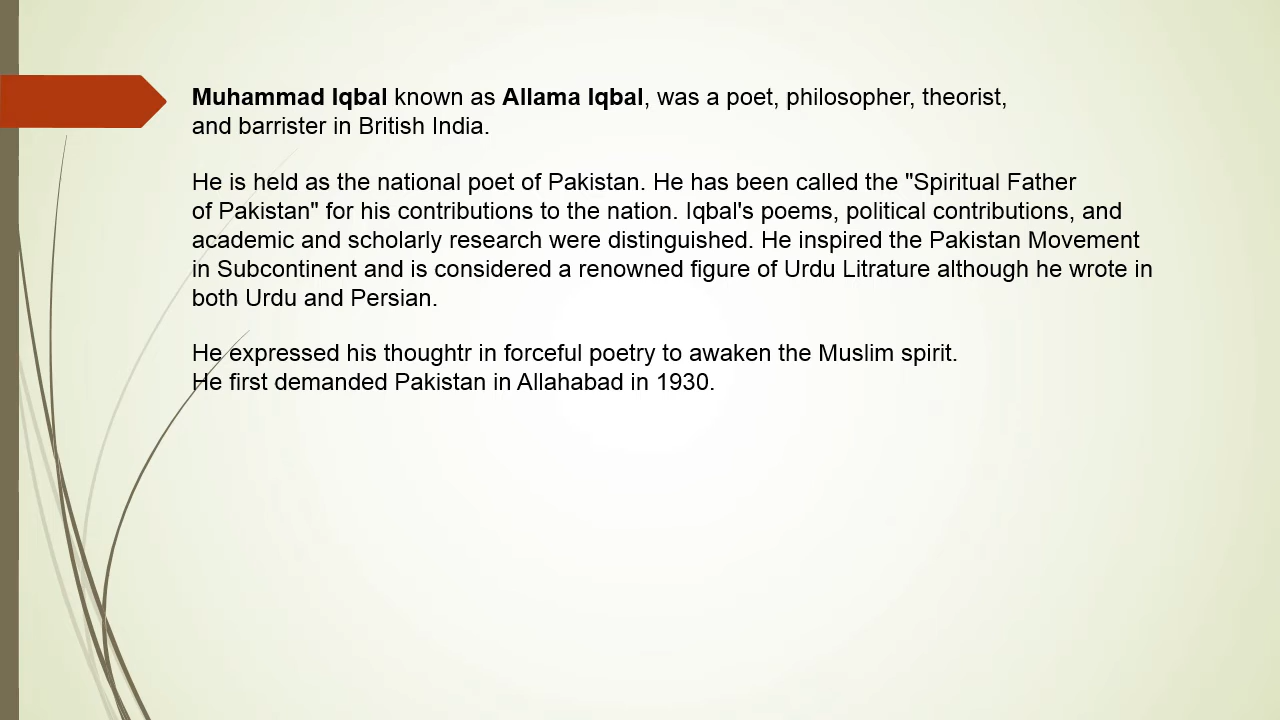 Muhammad Iqbal known as Allama Iqbal, was a poet, philosopher, theorist,
and barrister in British India.
He is held as the national poet of Pakistan. He has been called the "Spiritual Father
of Pakistan" for his contributions to the nation. Iqbal's poems, political contributions, and
academic and scholarly research were distinguished. He inspired the Pakistan Movement
in Subcontinent and is considered a renowned figure of Urdu Litrature although he wrote in
both Urdu and Persian.
He expressed his thoughtr in forceful poetry to awaken the Muslim spirit.
He first demanded Pakistan in Allahabad in 1930.